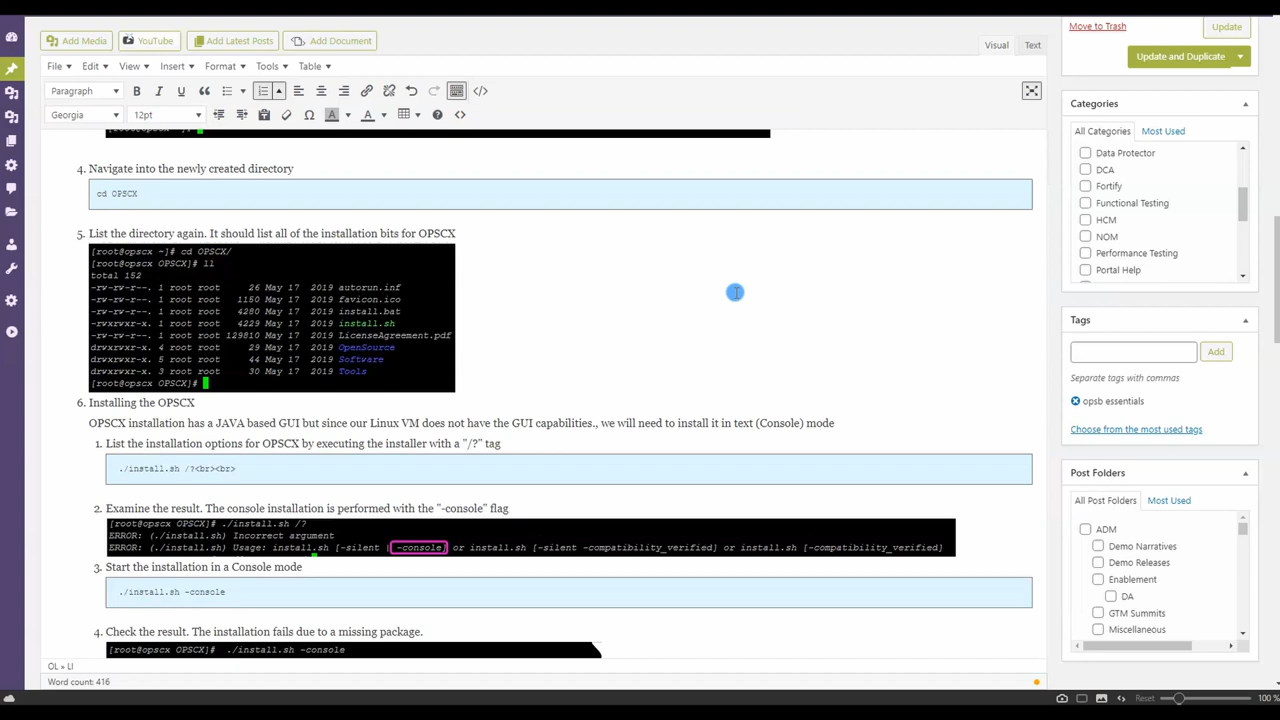 Add Media
YouTube
Add Latest Posts
Add Document
Visual
Text
File
Edit
View
Insert
Format
Tools
Table
Paragraph
Georgia
12pt
4. Navigate into the newly created directory
cd OPSCX
5. List the directory again. It should list all of the installation bits for OPSCX
[root@opscx ~]# cd OPSCX/
[root@opscx OPSCX]# ll
total 152
-rw-rw-r--. 1 root root 26 May 17 2019 autorun.inf
-rw-rw-r--. 1 root root 1150 May 17 2019 favicon.ico
-rw-rw-r--. 1 root root 4280 May 17 2019 install.bat
-rwxrwxr-x. 1 root root 4229 May 17 2019 install.sh
-rw-rw-r--. 1 root root 129810 May 17 2019 LicenseAgreement.pdf
drwxrwxr-x. 4 root root 29 May 17 2019 OpenSource
drwxrwxr-x. 5 root root 44 May 17 2019 Software
drwxrwxr-x. 3 root root 30 May 17 2019 Tools
[root@opscx OPSCX]#
6. Installing the OPSCX
OPSCX installation has a JAVA based GUI but since our Linux VM does not have the GUI capabilities., we will need to install it in text (Console) mode
1. List the installation options for OPSCX by executing the installer with a "/?" tag
./install.sh /?<br><br>
2. Examine the result. The console installation is performed with the "-console" flag
[root@opscx OPSCX]# ./install.sh /?
ERROR: (./install.sh) Incorrect argument
ERROR: (./install.sh) Usage: install.sh [-silent | -console] or install.sh [-silent -compatibility_verified] or install.sh [-compatibility_verified]
3. Start the installation in a Console mode
./install.sh -console
4. Check the result. The installation fails due to a missing package.
[root@opscx OPSCX]# ./install.sh -console
OL » LI
Word count: 416
Move to Trash
Update
Update and Duplicate
Categories
All Categories
Most Used
Data Protector
DCA
Fortify
Functional Testing
HCM
NOM
Performance Testing
Portal Help
Tags
Add
Separate tags with commas
opsb essentials
Choose from the most used tags
Post Folders
All Post Folders
Most Used
ADM
Demo Narratives
Demo Releases
Enablement
DA
GTM Summits
Miscellaneous
Reset
100 %